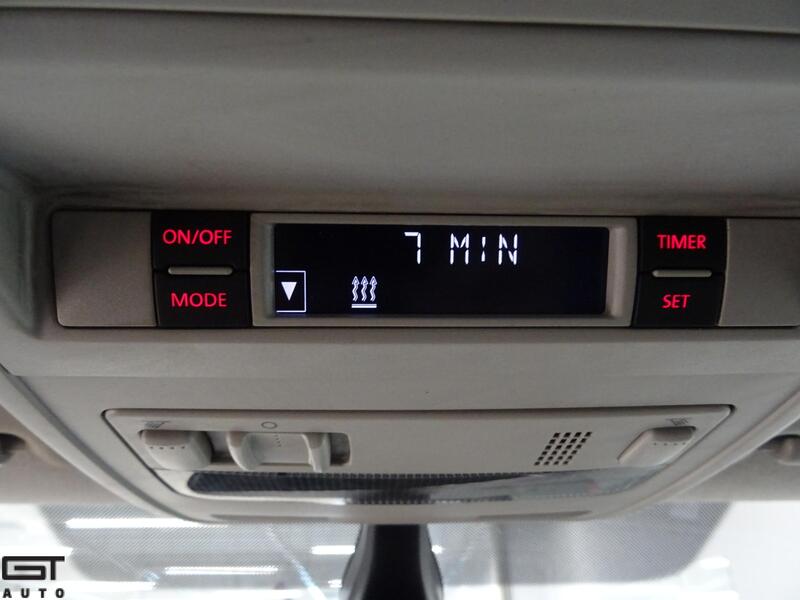 ON/OFF
MODE
7 MIN
TIMER
SET
GT
AUTO